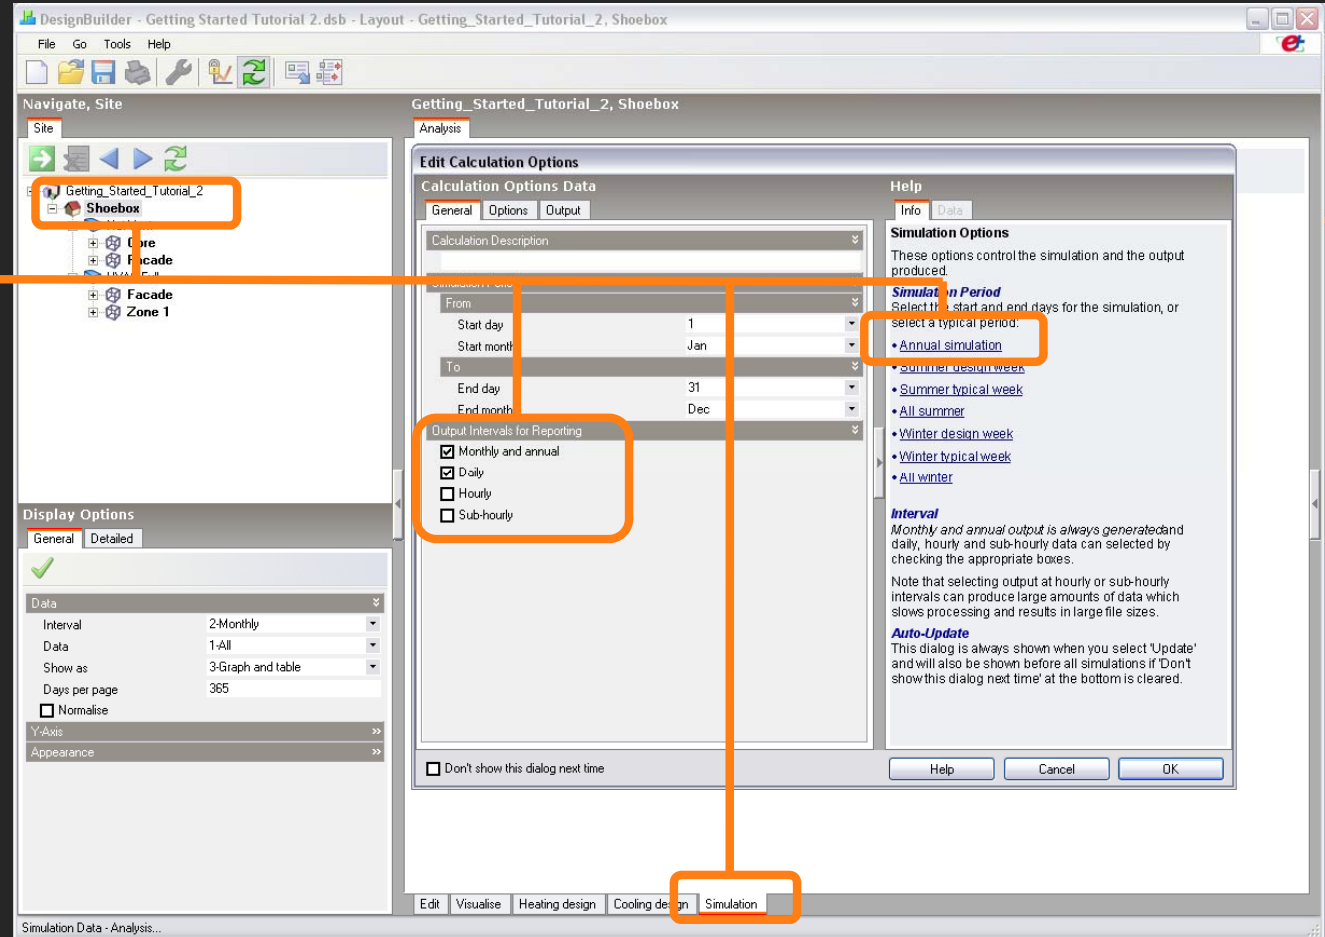 DesignBuilder - Getting Started Tutorial 2.dsb - Layout - Getting_Started_Tutorial_2, Shoebox
File Go Tools Help
Navigate, Site
Site
Getting_Started_Tutorial_2
Shoebox
Facade
Facade
Zone 1
Display Options
General Detailed
Data
Interval 2-Monthly
Data 1-All
Show as 3-Graph and table
Days per page 365
Normalise
Y-Axis
Appearance
Getting_Started_Tutorial_2, Shoebox
Analysis
Edit Calculation Options
Calculation Options Data
General Options Output
Calculation Description
From
Start day 1
Start month Jan
To
End day 31
End month Dec
Output Intervals for Reporting
Monthly and annual
Daily
Hourly
Sub-hourly
Don't show this dialog next time
Help
Info Data
Simulation Options
These options control the simulation and the output
produced.
Simulation Period
Select the start and end days for the simulation, or
select a typical period:
• Annual simulation
• Summer design week
• Summer typical week
• All summer
• Winter design week
• Winter typical week
• All winter
Interval
Monthly and annual output is always generatedand
daily, hourly and sub-hourly data can selected by
checking the appropriate boxes.
Note that selecting output at hourly or sub-hourly
intervals can produce large amounts of data which
slows processing and results in large file sizes.
Auto-Update
This dialog is always shown when you select 'Update'
and will also be shown before all simulations if 'Don't
show this dialog next time' at the bottom is cleared.
Help Cancel OK
Edit Visualise Heating design Cooling design Simulation
Simulation Data - Analysis...